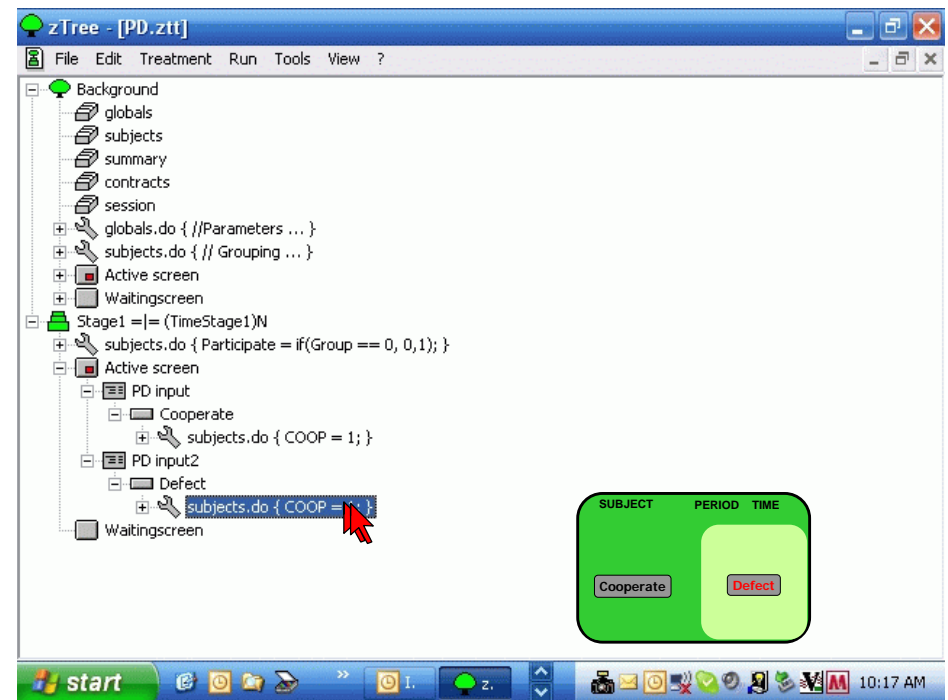 zTree - [PD.ztt]
File Edit Treatment Run Tools View ?
Background
globals
subjects
summary
contracts
session
globals.do { //Parameters ... }
subjects.do { // Grouping ... }
Active screen
Waitingscreen
Stage1 =|= (TimeStage1)N
subjects.do { Participate = if(Group == 0, 0,1); }
Active screen
PD input
Cooperate
subjects.do { COOP = 1; }
PD input2
Defect
subjects.do { COOP = ; }
Waitingscreen
SUBJECT PERIOD TIME
Cooperate Defect
start » I. z. 10:17 AM